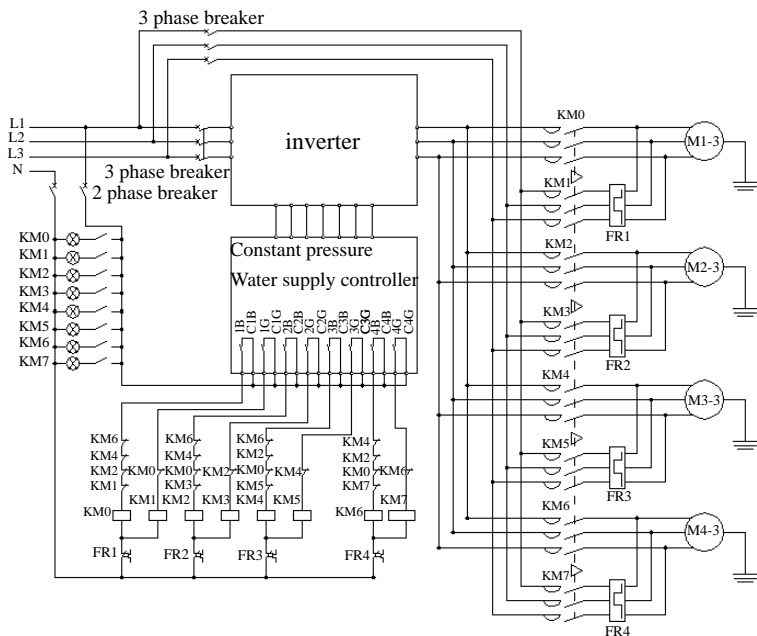 3 phase breaker
L1
L2
L3
N
inverter
3 phase breaker
2 phase breaker
KM0
M1-3
KM1
FR1
KM0
KM1
KM2
KM3
KM4
KM5
KM6
KM7
Constant pressure
Water supply controller
1B
C1B
1G
C1G
2B
C2B
2G
C2G
3B
C3B
3G
C3G
4B
C4B
4G
C4G
KM2
M2-3
KM3
FR2
KM4
M3-3
KM5
FR3
KM6
M4-3
KM7
FR4
KM6 KM6 KM6 KM4
KM4 KM4 KM2 KM2
KM2 KM0 KM0 KM2 KM0 KM4 KM0 KM6
KM1 KM3 KM5 KM7
KM0 KM1 KM2 KM3 KM4 KM5 KM6 KM7
FR1 FR2 FR3 FR4